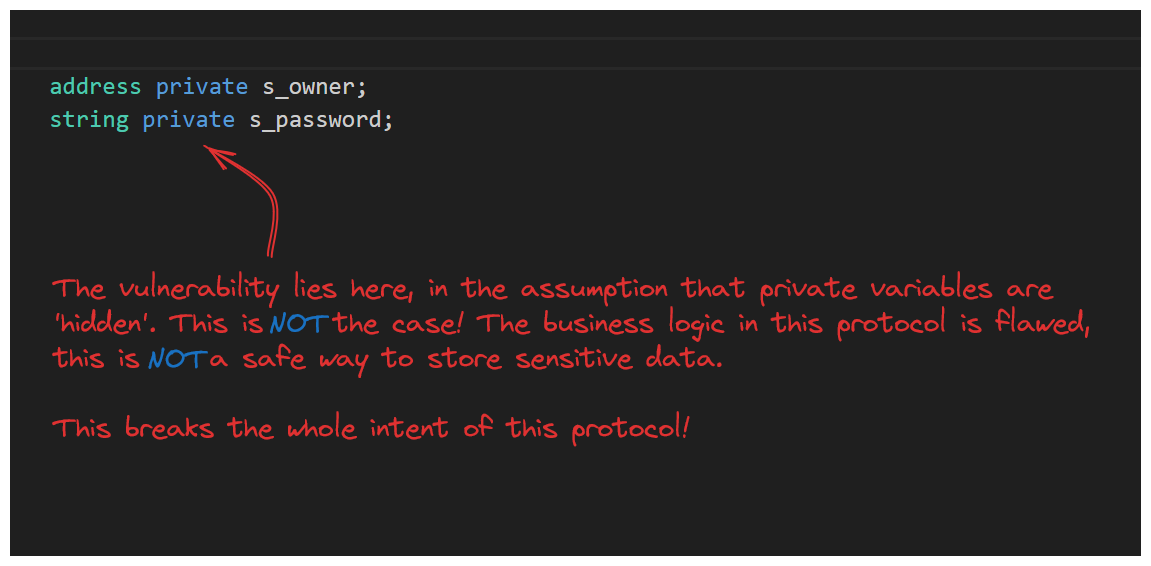 address private s_owner;
string private s_password;
The vulnerability lies here, in the assumption that private variables are
'hidden'. This is NOT the case! The business logic in this protocol is flawed,
this is NOT a safe way to store sensitive data.
This breaks the whole intent of this protocol!